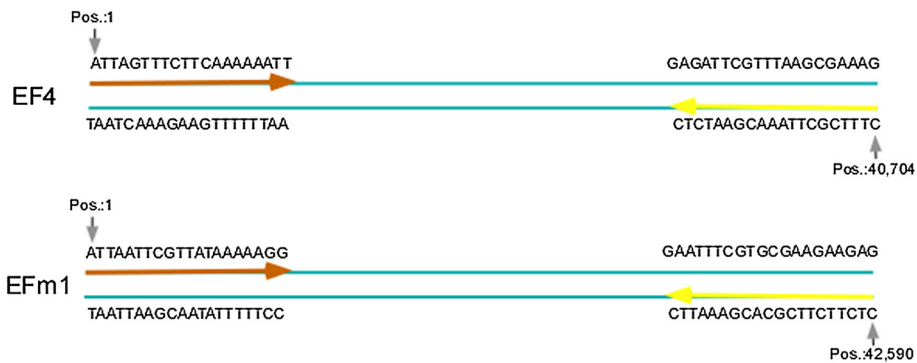 Pos.:1
ATTAGTTTCTTCAAAAAATT GAGATTCGTTTAAGCGAAAG
EF4
TAATCAAAGAAGTTTTTTAA CTCTAAGCAAATTCGCTTTC
Pos.:40,704
Pos.:1
ATTAATTCGTTATAAAAAGG GAATTTCGTGCGAAGAAGAG
EFm1
TAATTAAGCAATATTTTTCC CTTAAAGCACGCTTCTTCTC
Pos.:42,590